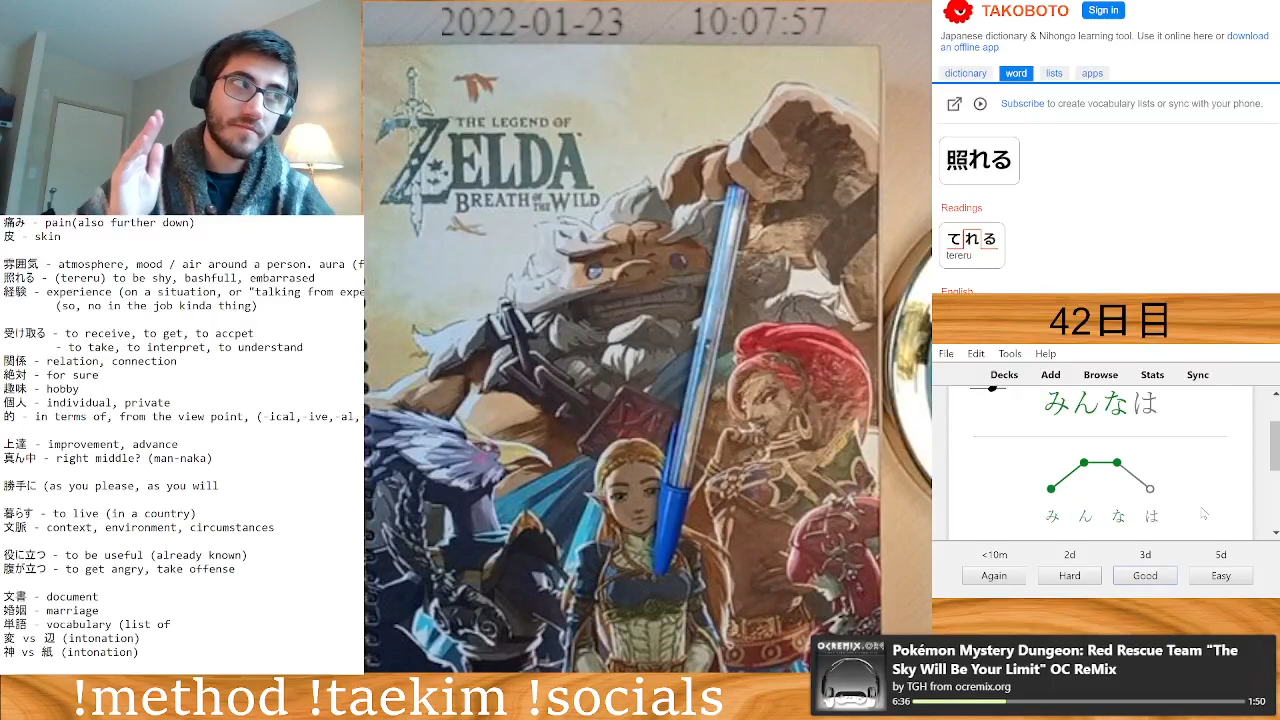 2022-01-23 10:07:57
THE LEGEND OF
ZELDA
BREATH OF THE WILD
痛み - pain(also further down)
皮 - skin
雰囲気 - atmosphere, mood / air around a person. aura (f
照れる - (tereru) to be shy, bashfull, embarrased
経験 - experience (on a situation, or “talking from expe
(so, no in the job kinda thing)
受け取る - to receive, to get, to accpet
- to take, to interpret, to understand
関係 - relation, connection
絶対 - for sure
趣味 - hobby
個人 - individual, private
的 - in terms of, from the view point, (-ical,-ive,-al,
上達 - improvement, advance
真ん中 - right middle? (man-naka)
勝手に (as you please, as you will
暮らす - to live (in a country)
文脈 - context, environment, circumstances
役に立つ - to be useful (already known)
腹が立つ - to get angry, take offense
文書 - document
婚姻 - marriage
単語 - vocabulary (list of
変 vs 辺 (intonation)
神 vs 紙 (intonation)
!method !taekim !socials
TAKOBOTO
Sign in
Japanese dictionary & Nihongo learning tool. Use it online here or download
an offline app
dictionary word lists apps
Subscribe to create vocabulary lists or sync with your phone.
照れる
Readings
てれる
tereru
English
42日目
File Edit Tools Help
Decks Add Browse Stats Sync
みんなは
み ん な は
<10m 2d 3d 5d
Again Hard Good Easy
OCREMIX.ORG
Pokémon Mystery Dungeon: Red Rescue Team "The
Sky Will Be Your Limit" OC ReMix
by TGH from ocremix.org
6:36 1:50